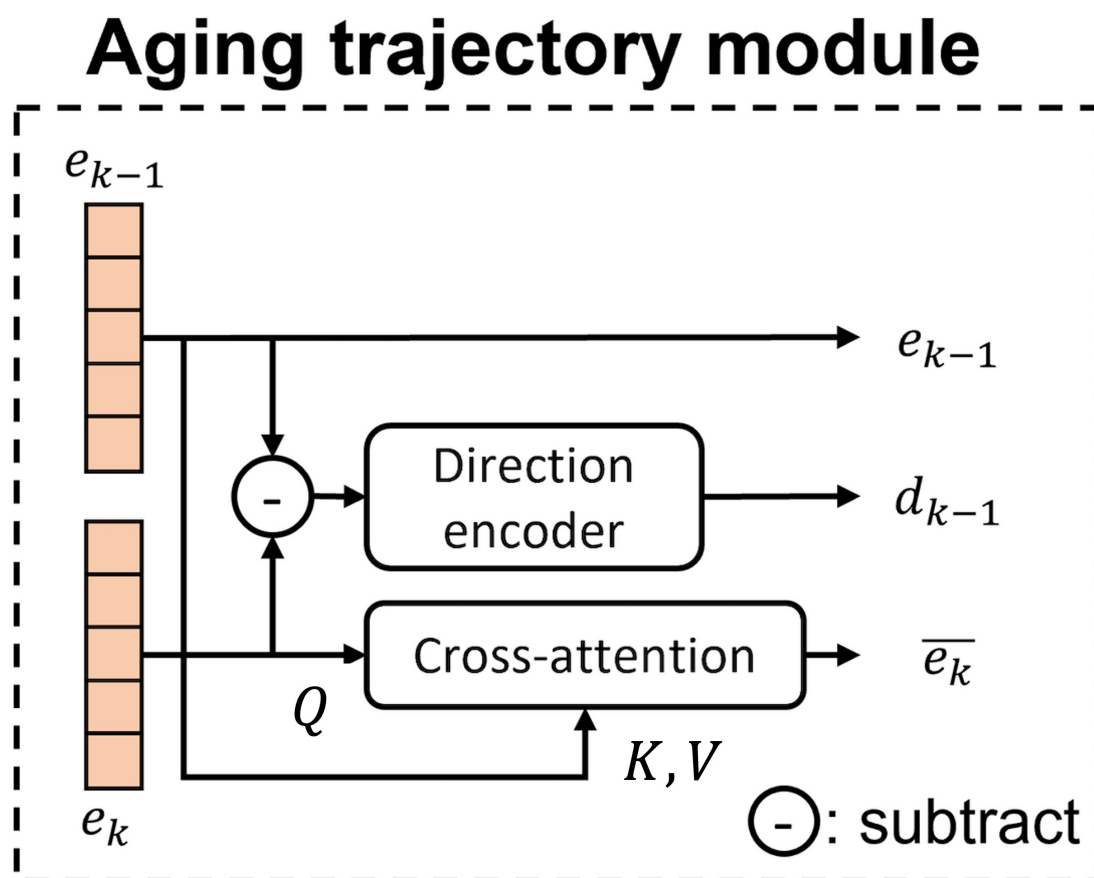 Aging trajectory module
e_{k−1}
e_{k−1}
-
Direction
encoder
d_{k−1}
Cross-attention
\overline{e_k}
Q
K, V
e_k
-: subtract